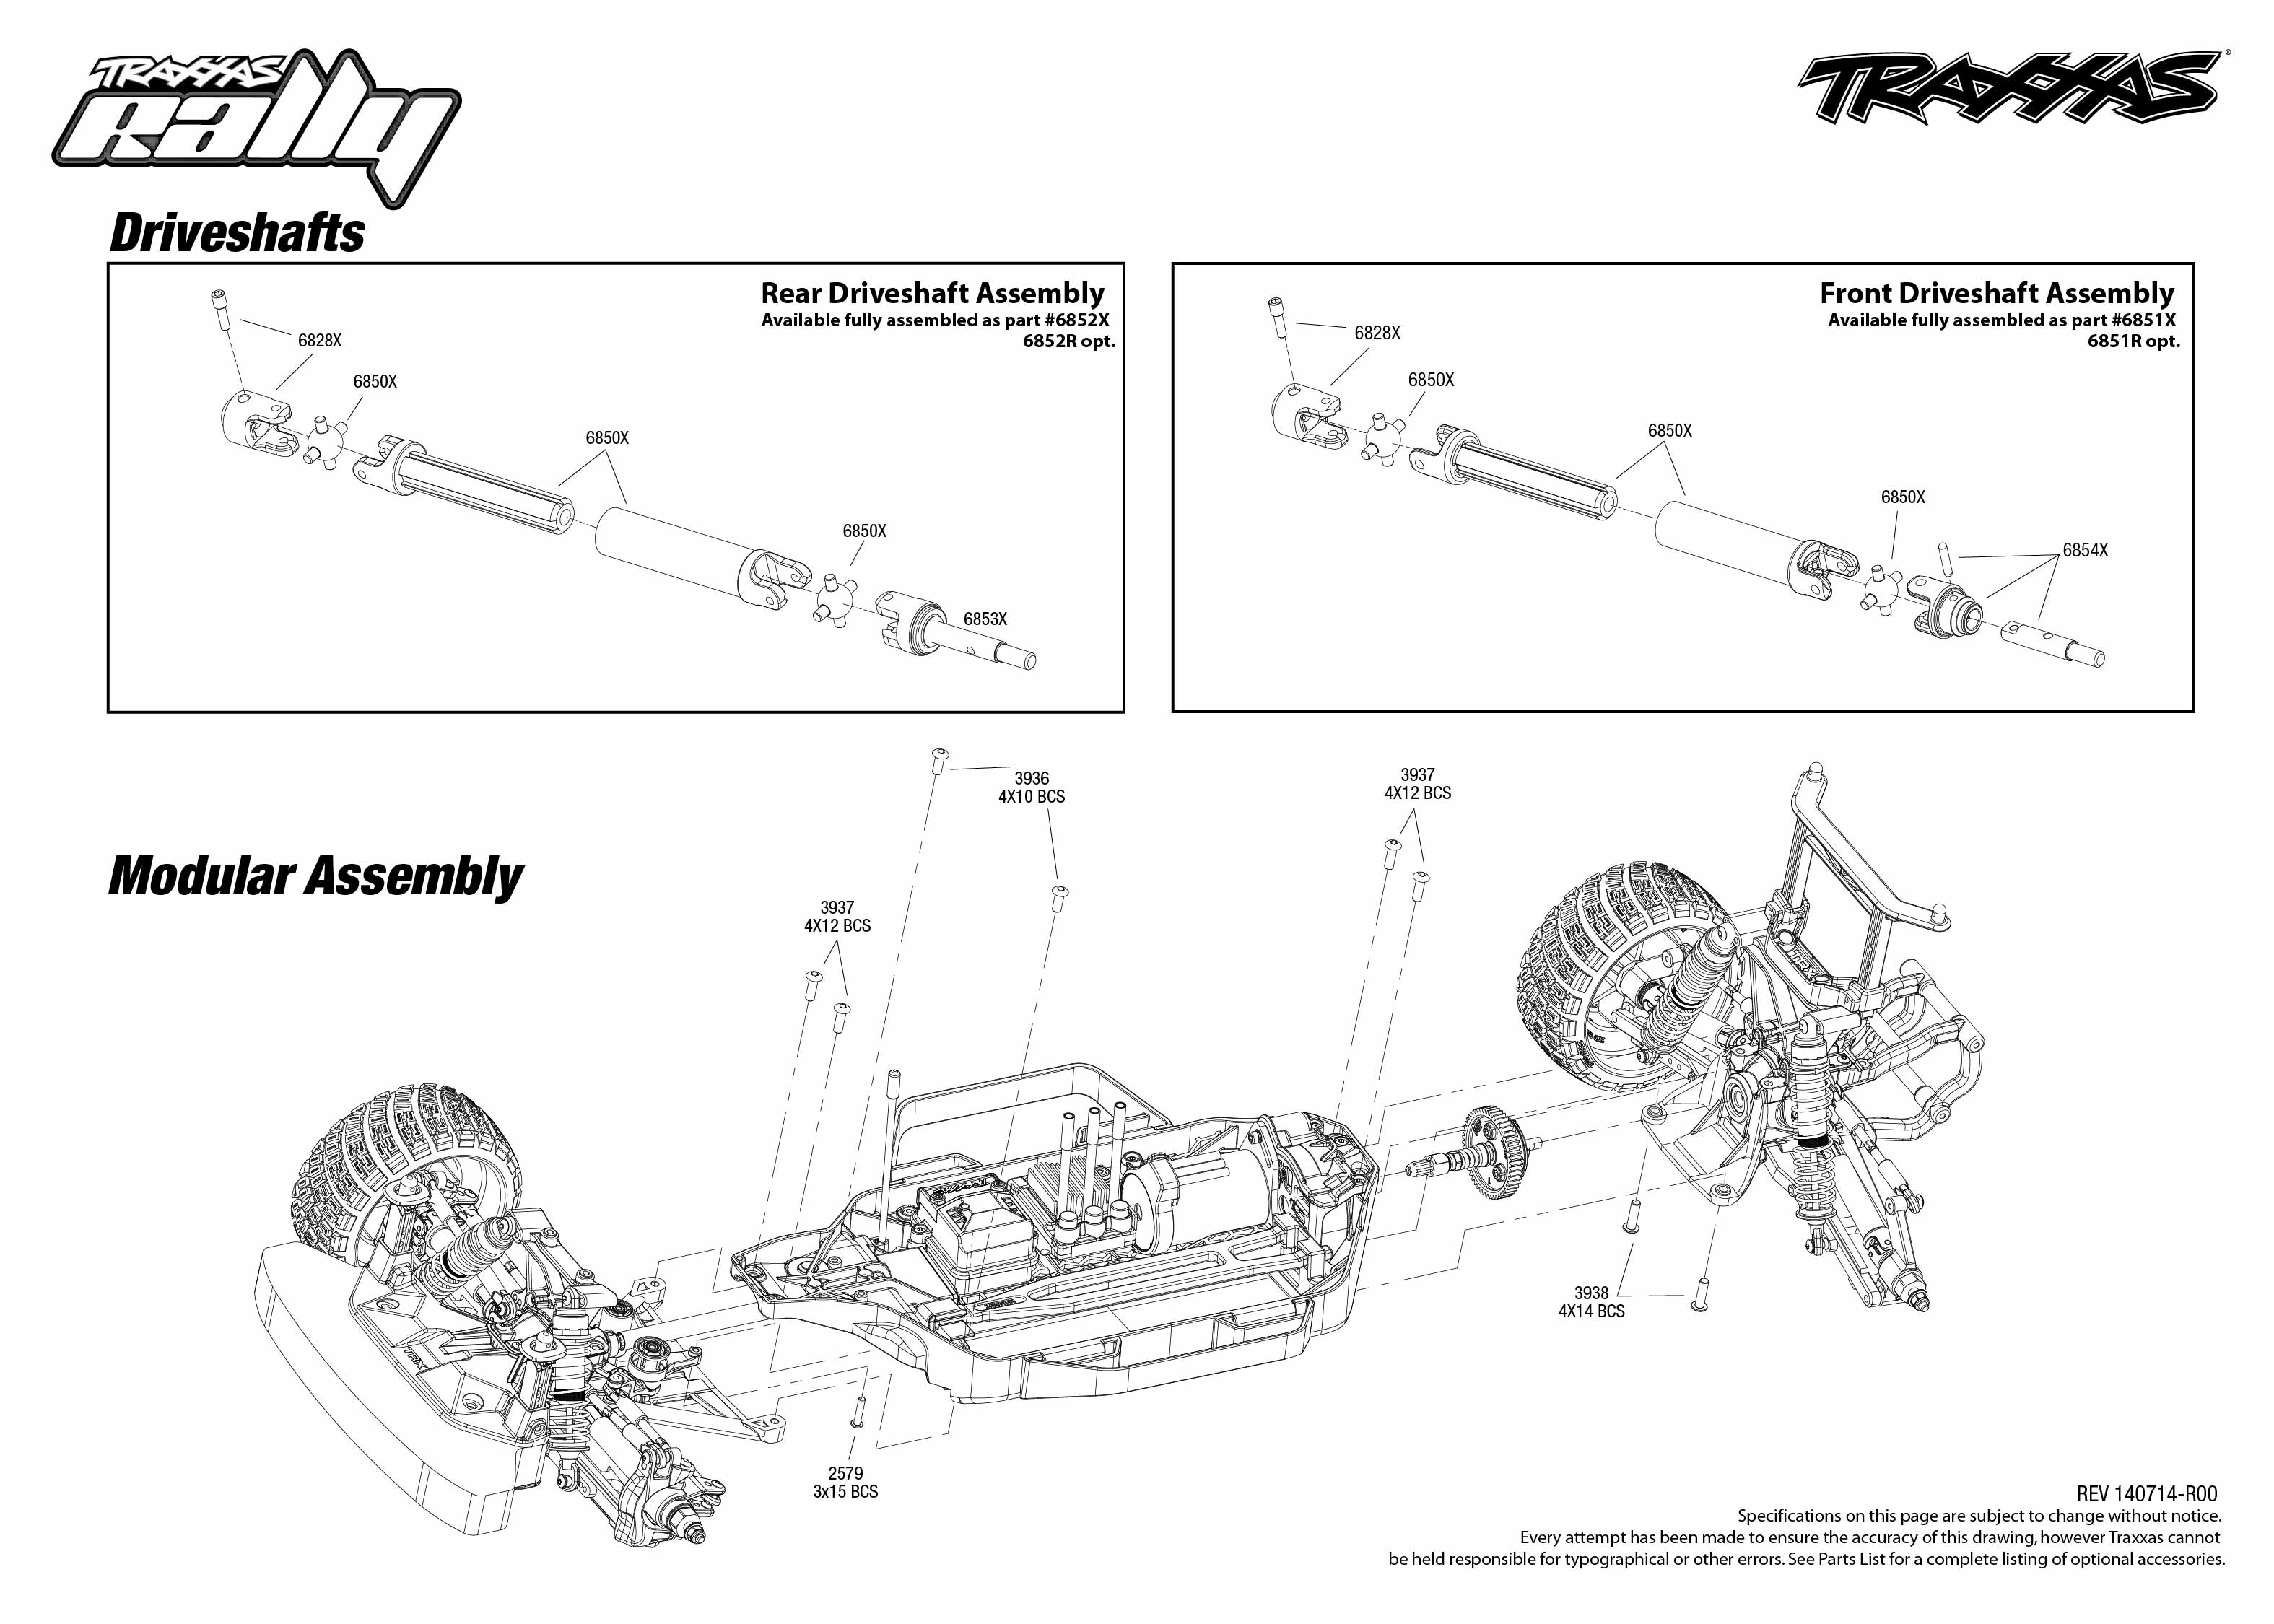 TRAXXAS
Rally
TRAXXAS®
Driveshafts
Rear Driveshaft Assembly
Available fully assembled as part #6852X
6852R opt.
6828X
6850X
6850X
6850X
6853X
Front Driveshaft Assembly
Available fully assembled as part #6851X
6851R opt.
6828X
6850X
6850X
6850X
6854X
Modular Assembly
3936
4X10 BCS
3937
4X12 BCS
3937
4X12 BCS
TRX
TRX
3938
4X14 BCS
2579
3x15 BCS
REV 140714-R00
Specifications on this page are subject to change without notice.
Every attempt has been made to ensure the accuracy of this drawing, however Traxxas cannot
be held responsible for typographical or other errors. See Parts List for a complete listing of optional accessories.